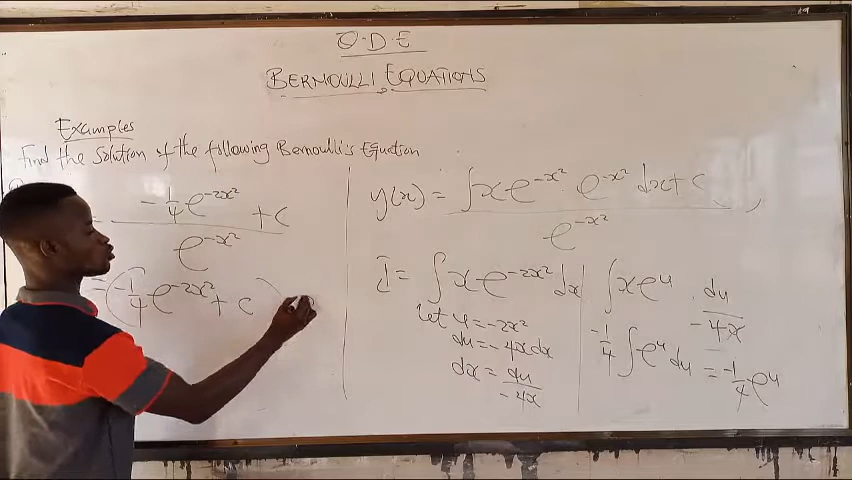 O.D.E
BERNOULLI EQUATIONS
Examples
Find the Solution of the following Bernoulli's Equation
-1/4 e^(-2x²) + c
e^(-x²)
= (-1/4 e^(-2x²) + c)
y(x) = ∫x e^(-x²) e^(-x²) dx + c
e^(-x²)
I = ∫x e^(-2x²) dx
let u = -2x²
du = -4x dx
dx = du/-4x
∫x e^u . du/-4x
-1/4 ∫e^u du = -1/4 e^u